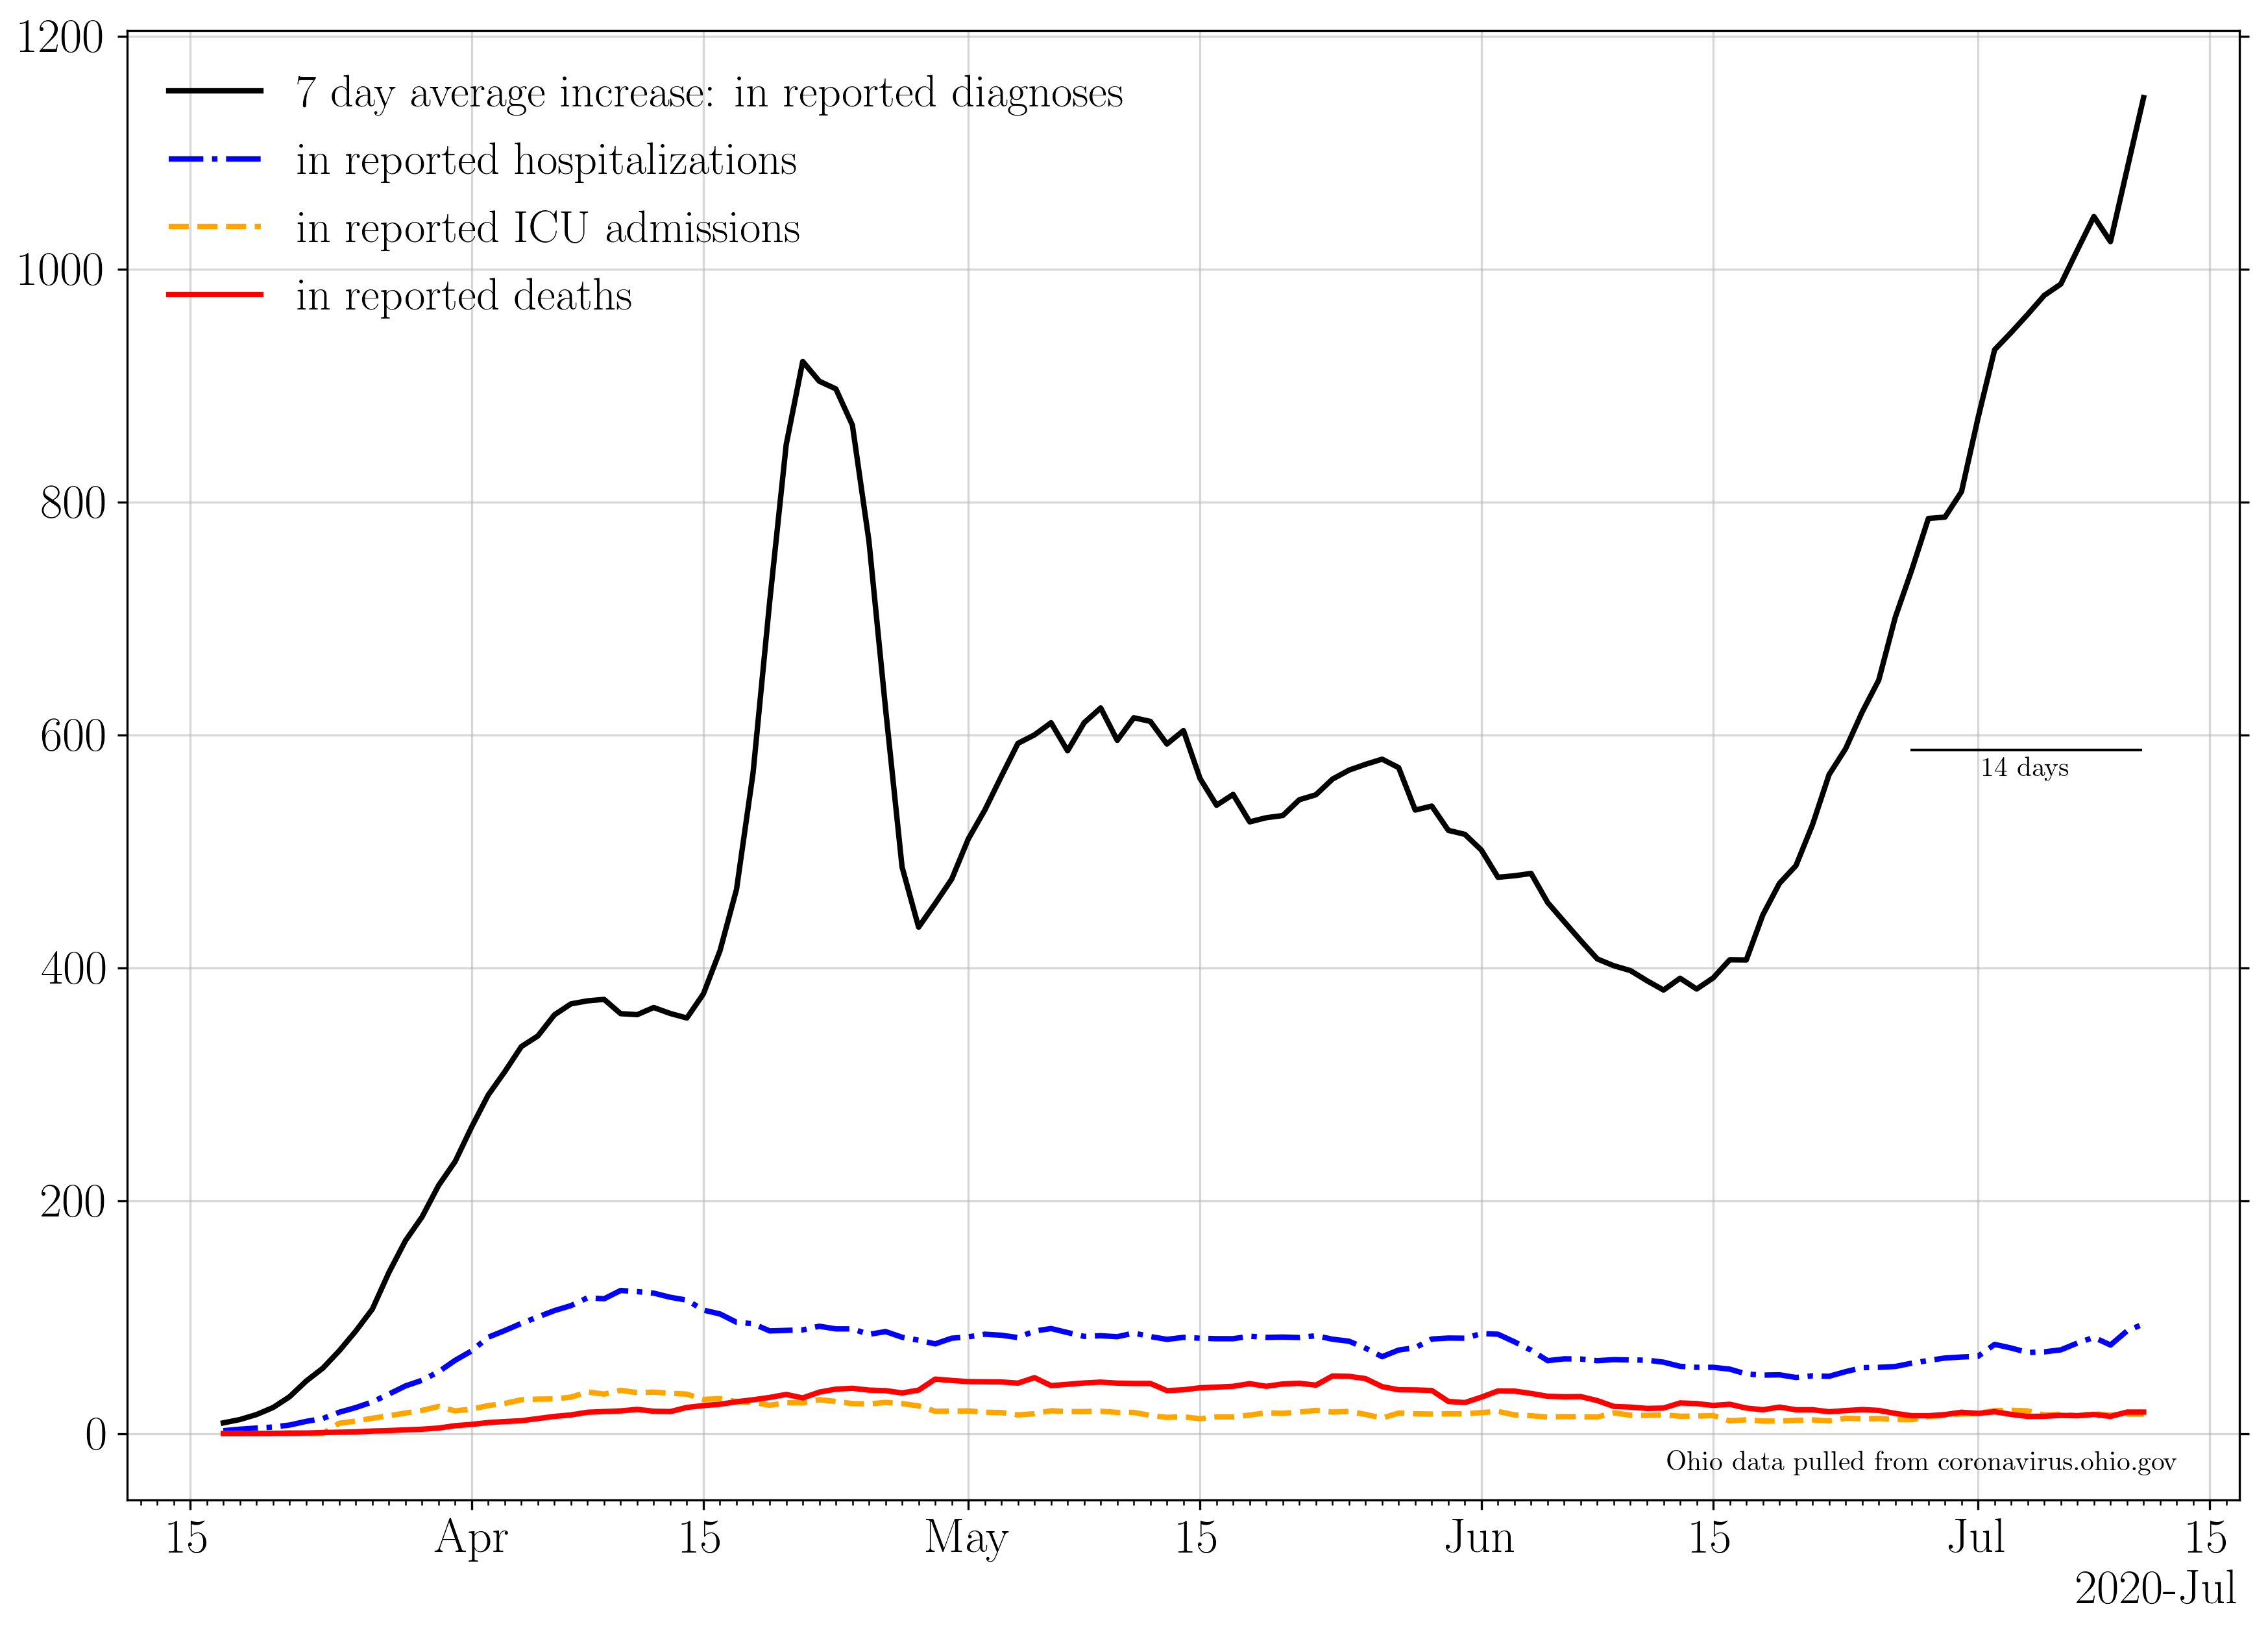 1200
7 day average increase: in reported diagnoses
in reported hospitalizations
in reported ICU admissions
1000
in reported deaths
800
600
14 days
400
200
0
Ohio data pulled from coronavirus.ohio.gov
15 Apr 15 May 15 Jun 15 Jul 15
2020-Jul